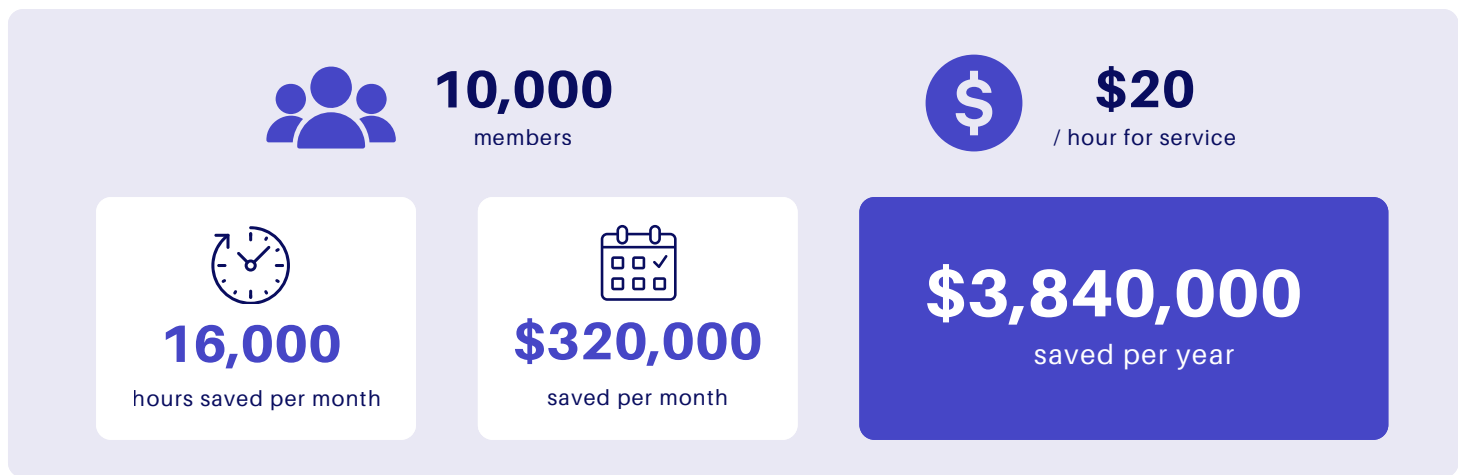 10,000
members
$20
/ hour for service
16,000
hours saved per month
$320,000
saved per month
$3,840,000
saved per year